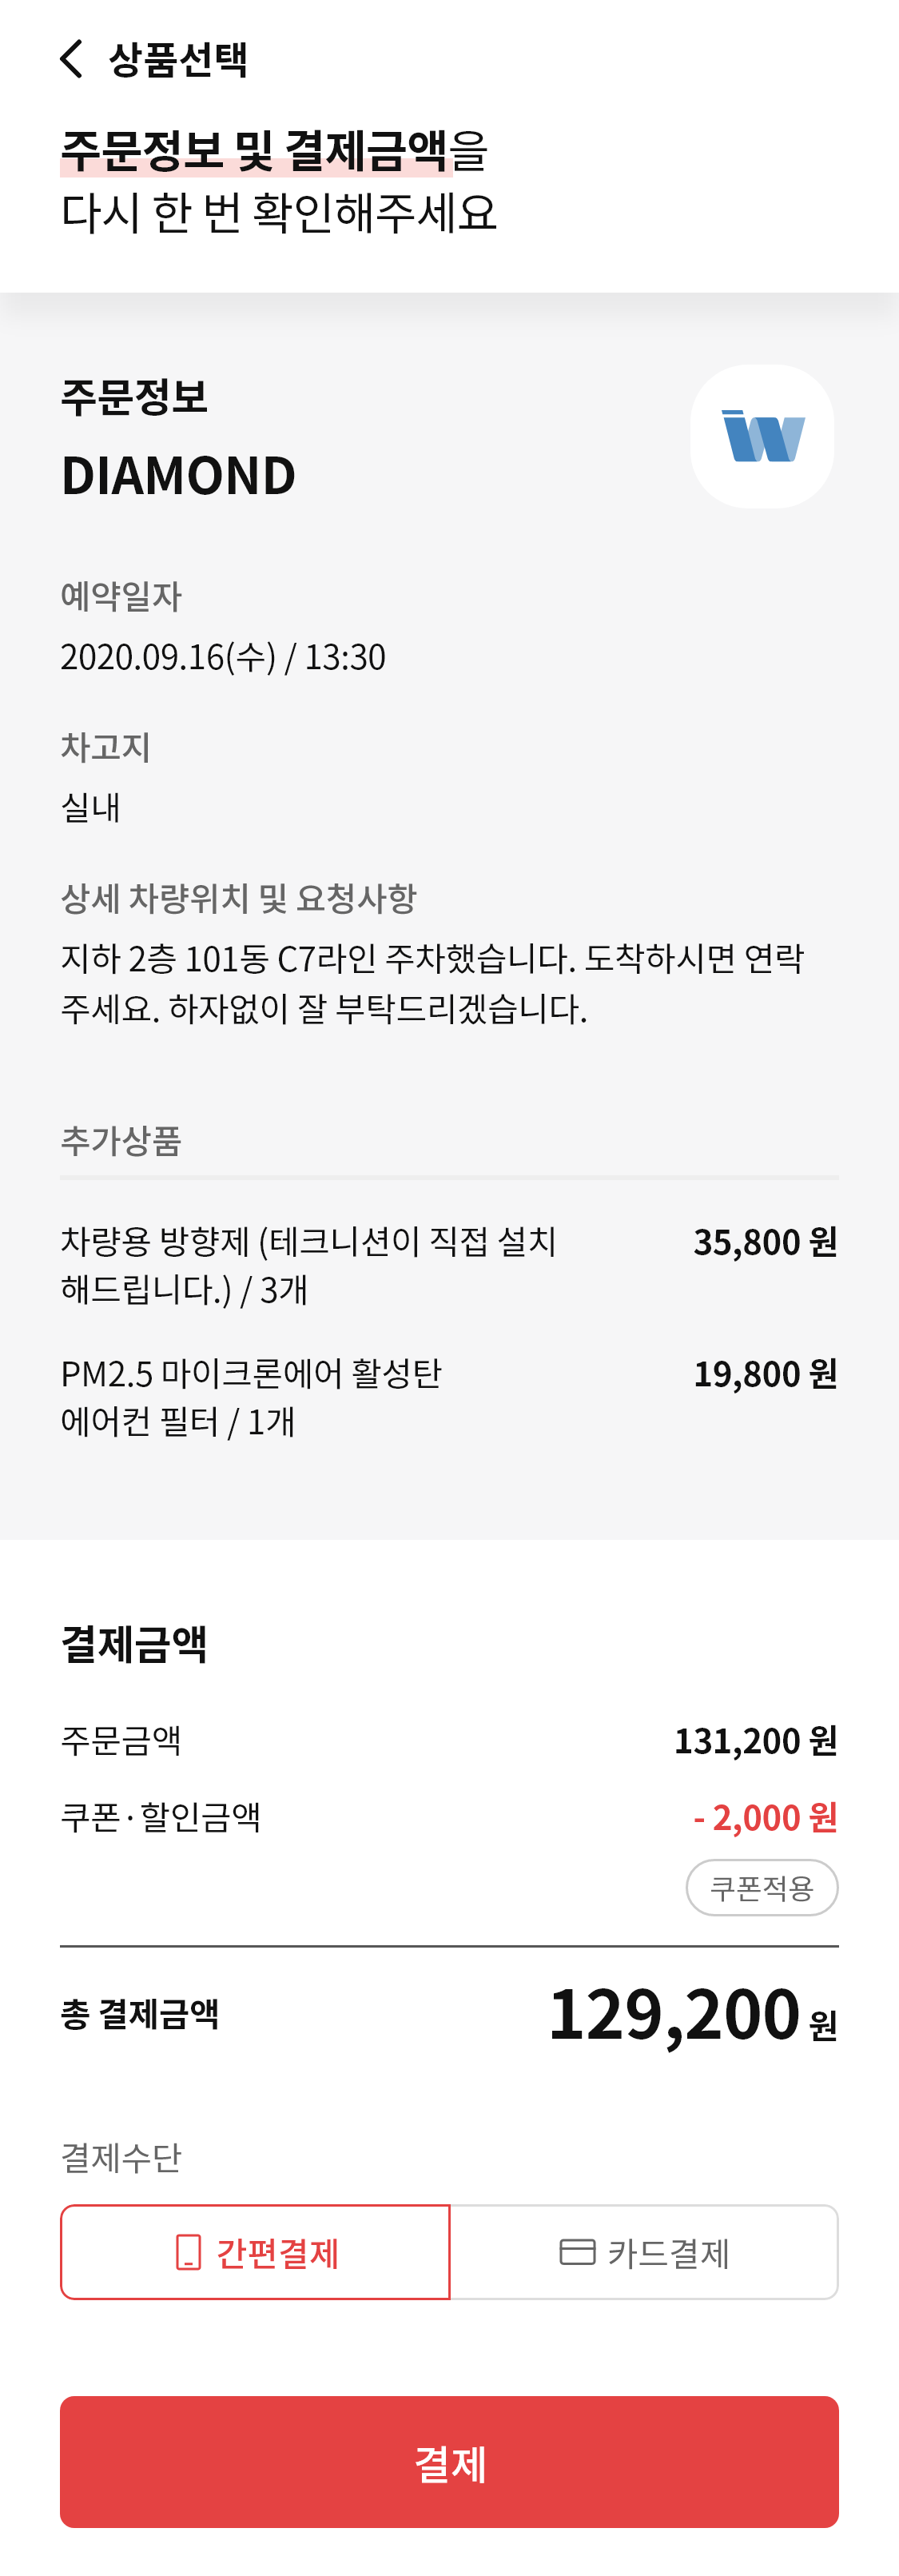 상품선택
주문정보 및 결제금액을
다시 한 번 확인해주세요
주문정보
DIAMOND
예약일자
2020.09.16(수) / 13:30
차고지
실내
상세 차량위치 및 요청사항
지하 2층 101동 C7라인 주차했습니다. 도착하시면 연락
주세요. 하자없이 잘 부탁드리겠습니다.
추가상품
차량용 방향제 (테크니션이 직접 설치 35,800 원
해드립니다.) / 3개
PM2.5 마이크론에어 활성탄 19,800 원
에어컨 필터 / 1개
결제금액
주문금액 131,200 원
쿠폰·할인금액 - 2,000 원
쿠폰적용
총 결제금액 129,200 원
결제수단
간편결제 카드결제
결제